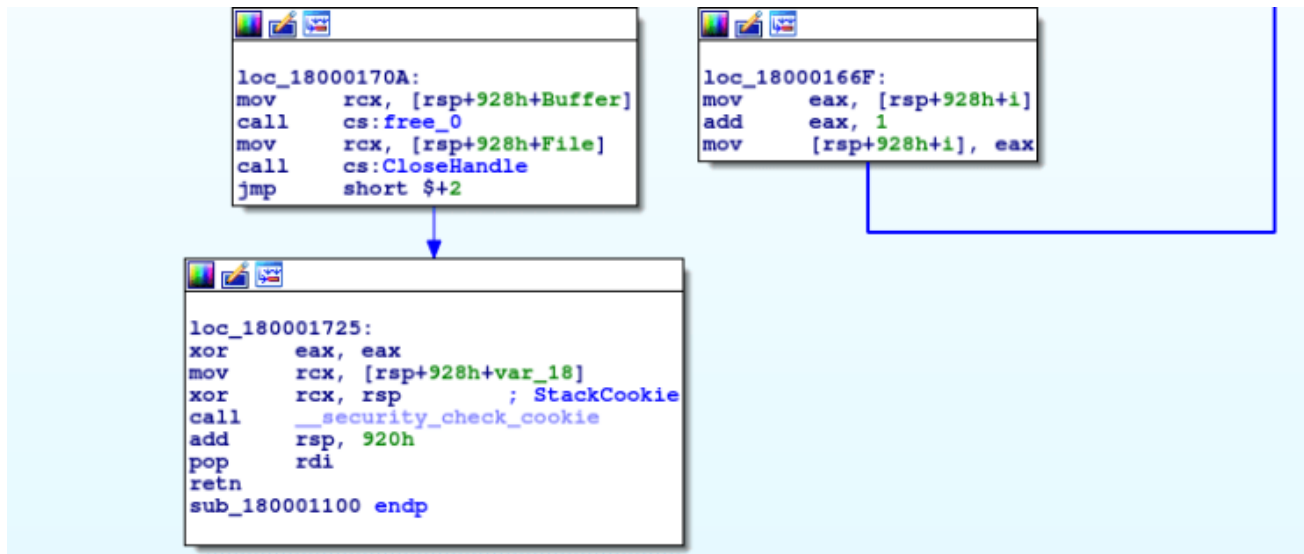 loc_18000170A:
mov rcx, [rsp+928h+Buffer]
call cs:free_0
mov rcx, [rsp+928h+File]
call cs:CloseHandle
jmp short $+2
loc_18000166F:
mov eax, [rsp+928h+i]
add eax, 1
mov [rsp+928h+i], eax
loc_180001725:
xor eax, eax
mov rcx, [rsp+928h+var_18]
xor rcx, rsp ; StackCookie
call __security_check_cookie
add rsp, 920h
pop rdi
retn
sub_180001100 endp